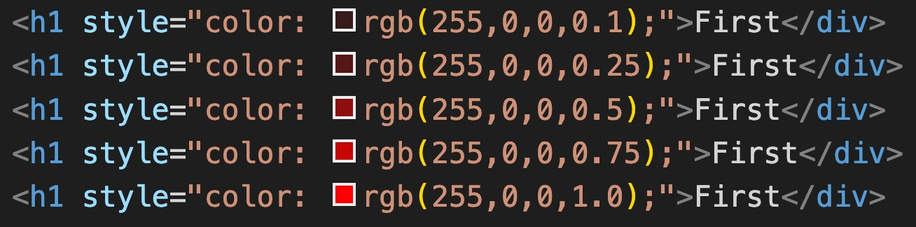 <h1 style="color: rgb(255,0,0,0.1);">First</div>
<h1 style="color: rgb(255,0,0,0.25);">First</div>
<h1 style="color: rgb(255,0,0,0.5);">First</div>
<h1 style="color: rgb(255,0,0,0.75);">First</div>
<h1 style="color: rgb(255,0,0,1.0);">First</div>